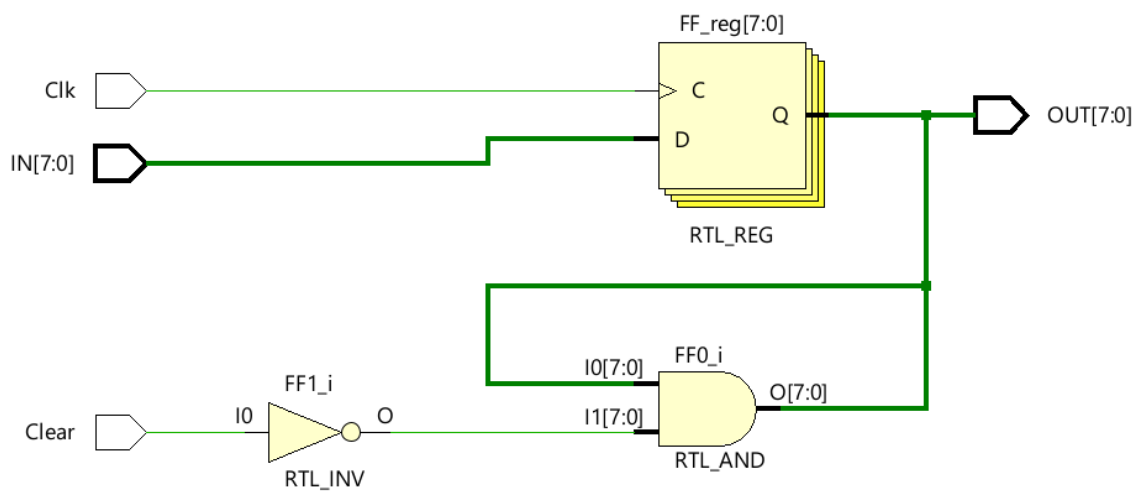 FF_reg[7:0]
Clk
C
Q
OUT[7:0]
IN[7:0]
D
RTL_REG
FF0_i
I0[7:0]
O[7:0]
FF1_i
I0
O
I1[7:0]
Clear
RTL_AND
RTL_INV